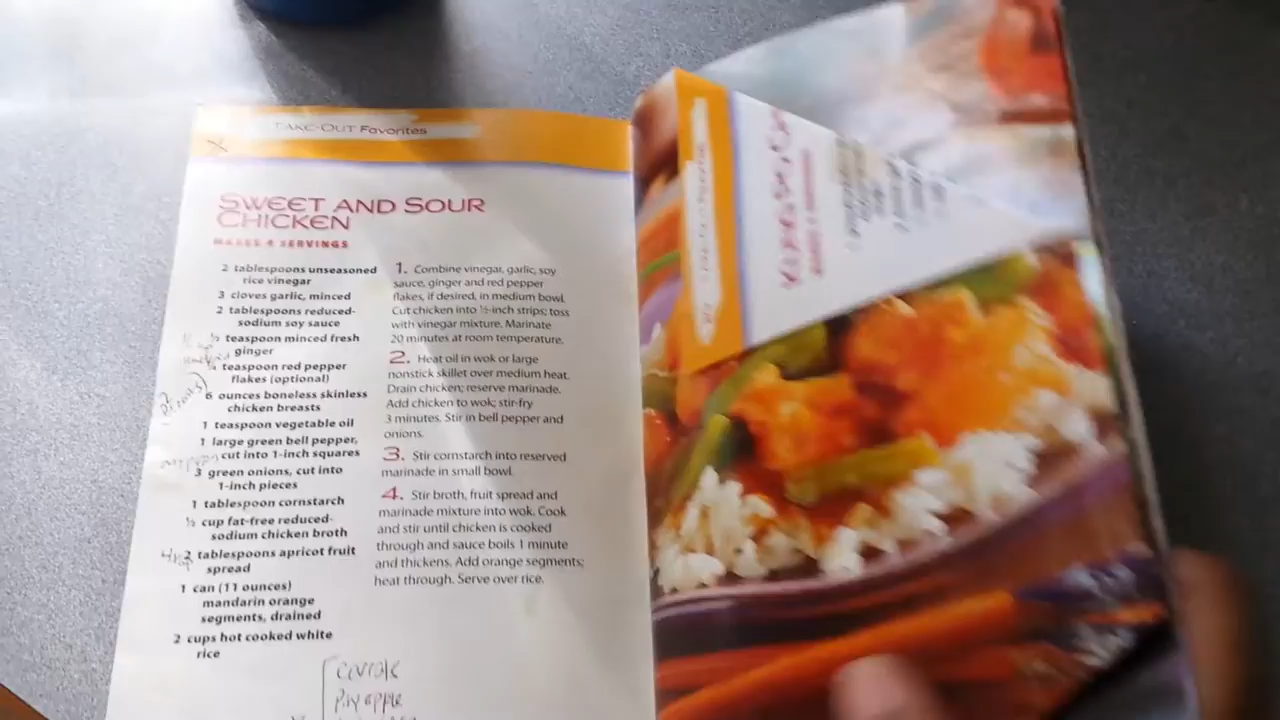 TAKE-OUT Favorites
SWEET AND SOUR
CHICKEN
MAKES 4 SERVINGS
2 tablespoons unseasoned
rice vinegar
3 cloves garlic, minced
2 tablespoons reduced-
sodium soy sauce
½ teaspoon minced fresh
ginger
¼ teaspoon red pepper
flakes (optional)
6 ounces boneless skinless
chicken breasts
1 teaspoon vegetable oil
1 large green bell pepper,
cut into 1-inch squares
3 green onions, cut into
1-inch pieces
1 tablespoon cornstarch
½ cup fat-free reduced-
sodium chicken broth
2 tablespoons apricot fruit
spread
1 can (11 ounces)
mandarin orange
segments, drained
2 cups hot cooked white
rice
1. Combine vinegar, garlic, soy
sauce, ginger and red pepper
flakes, if desired, in medium bowl.
Cut chicken into ½-inch strips; toss
with vinegar mixture. Marinate
20 minutes at room temperature.
2. Heat oil in wok or large
nonstick skillet over medium heat.
Drain chicken; reserve marinade.
Add chicken to wok; stir-fry
3 minutes. Stir in bell pepper and
onions.
3. Stir cornstarch into reserved
marinade in small bowl.
4. Stir broth, fruit spread and
marinade mixture into wok. Cook
and stir until chicken is cooked
through and sauce boils 1 minute
and thickens. Add orange segments;
heat through. Serve over rice.